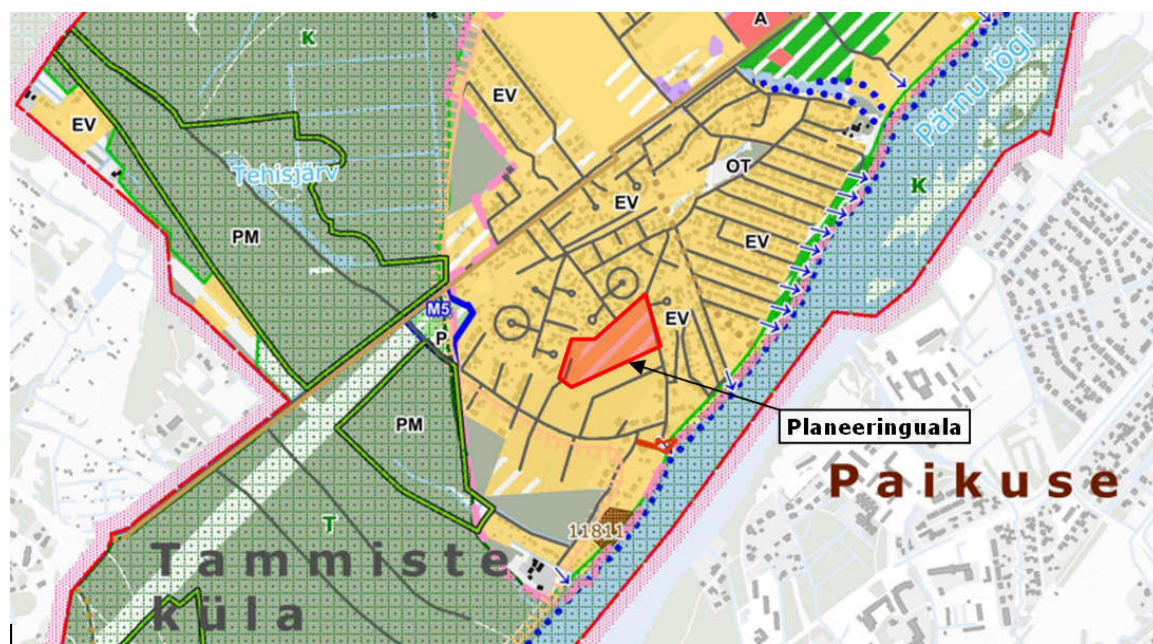 K
A
EV
EV
Pärnu jõgi
Tehisjärv
OT
EV
K
PM
EV
M5
EV
P
Planeeringuala
PM
Paikuse
T
11811
Tammiste
küla